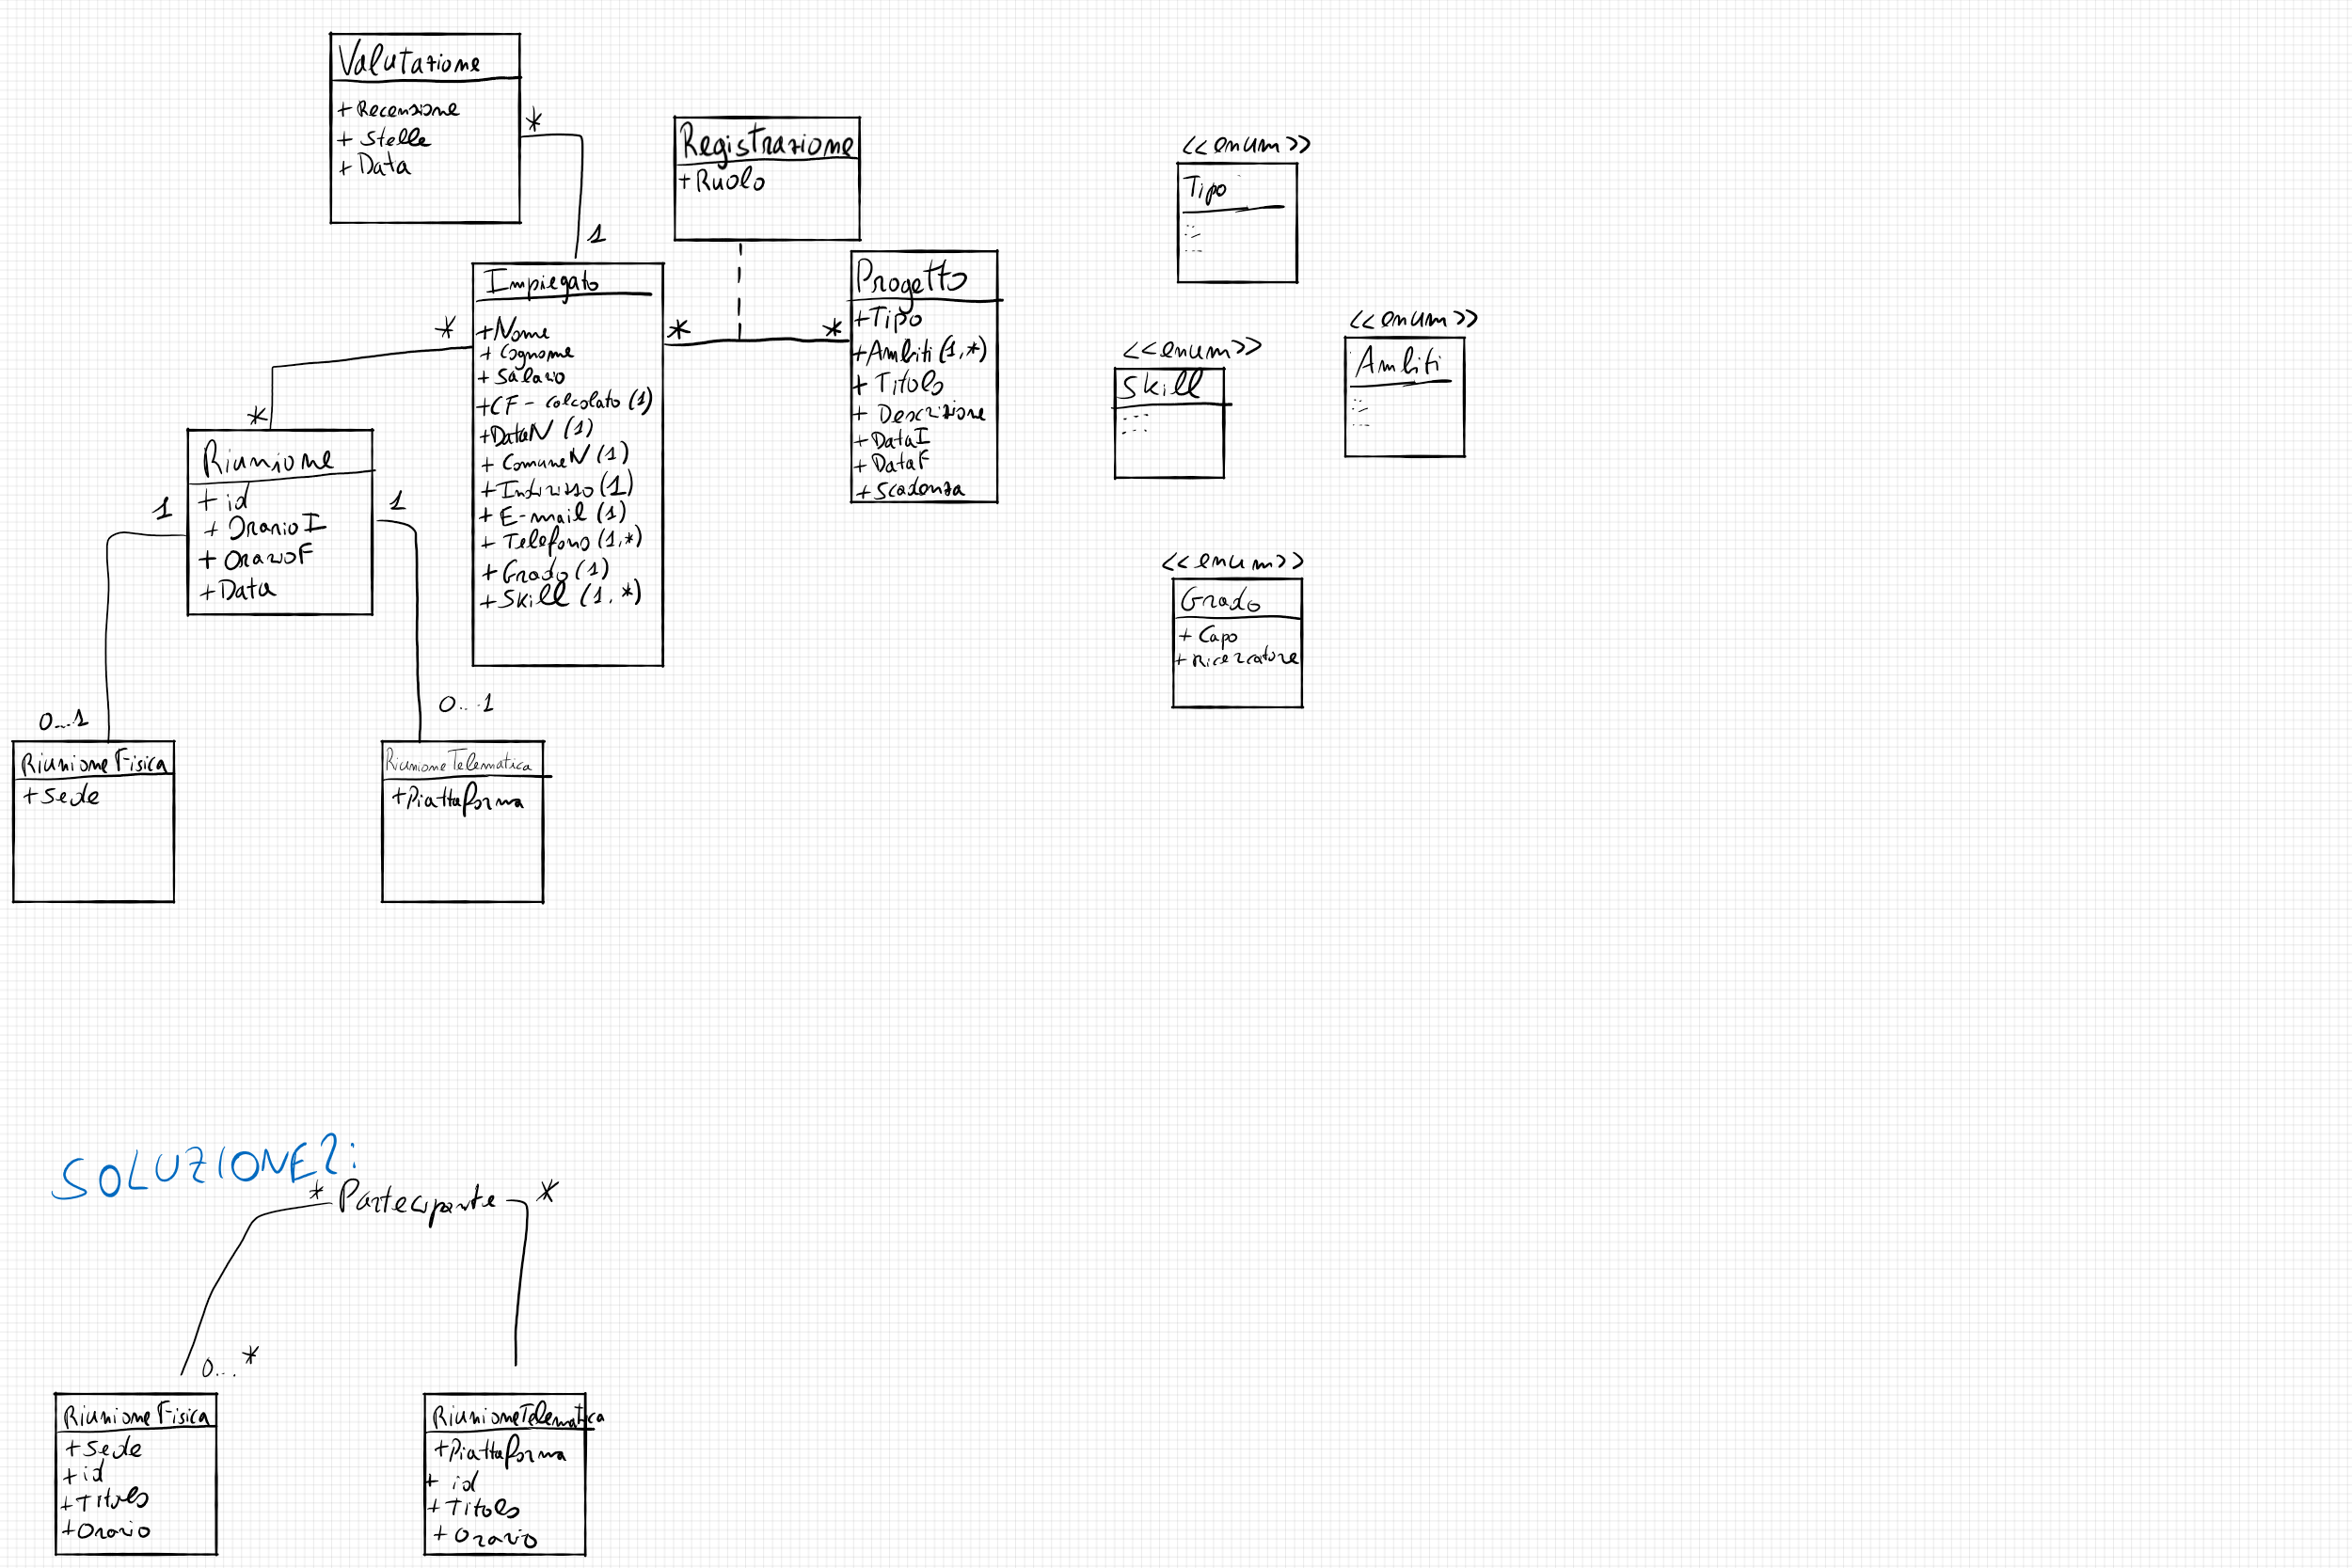 Valutazione
+ Recensione
+ Stelle
+ Data
*
1
Registrazione
+ Ruolo
Impiegato
+ Nome
+ Cognome
+ Salario
+ CF - calcolato (1)
+ DataN (1)
+ ComuneN (1)
+ Indirizzo (1)
+ E-mail (1)
+ Telefono (1,*)
+ Grado (1)
+ Skill (1,*)
*
*
Progetto
+ Tipo
+ Ambiti (1,*)
+ Titolo
+ Descrizione
+ DataI
+ DataF
+ Scadenza
<<enum>>
Tipo
<<enum>>
Skill
<<enum>>
Ambiti
<<enum>>
Grado
+ Capo
+ Ricercatore
*
*
Riunione
+ id
+ OrarioI
+ OrarioF
+ Data
1
1
0...1
0...1
RiunioneFisica
+ Sede
RiunioneTelematica
+ Piattaforma
SOLUZIONE2:
* Partecipante *
0...*
RiunioneFisica
+ Sede
+ id
+ Titolo
+ Orario
RiunioneTelematica
+ Piattaforma
+ id
+ Titolo
+ Orario